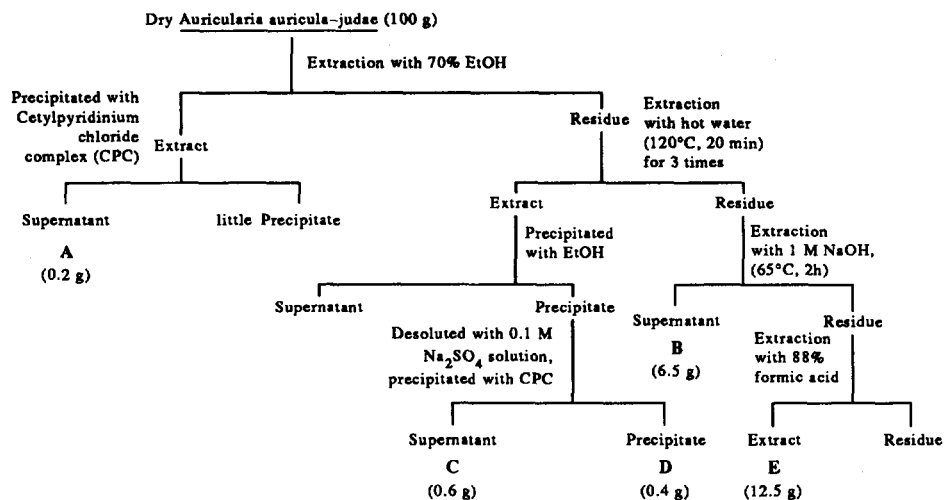 Dry Auricularia auricula-judae (100 g)
Extraction with 70% EtOH
Precipitated with
Cetylpyridinium
chloride
complex (CPC)
Extract
Residue
Extraction
with hot water
(120°C, 20 min)
for 3 times
Supernatant
A
(0.2 g)
little Precipitate
Extract
Residue
Precipitated
with EtOH
Extraction
with 1 M NaOH,
(65°C, 2h)
Supernatant
Precipitate
Supernatant
B
(6.5 g)
Residue
Desoluted with 0.1 M
Na₂SO₄ solution,
precipitated with CPC
Extraction
with 88%
formic acid
Supernatant
C
(0.6 g)
Precipitate
D
(0.4 g)
Extract
E
(12.5 g)
Residue